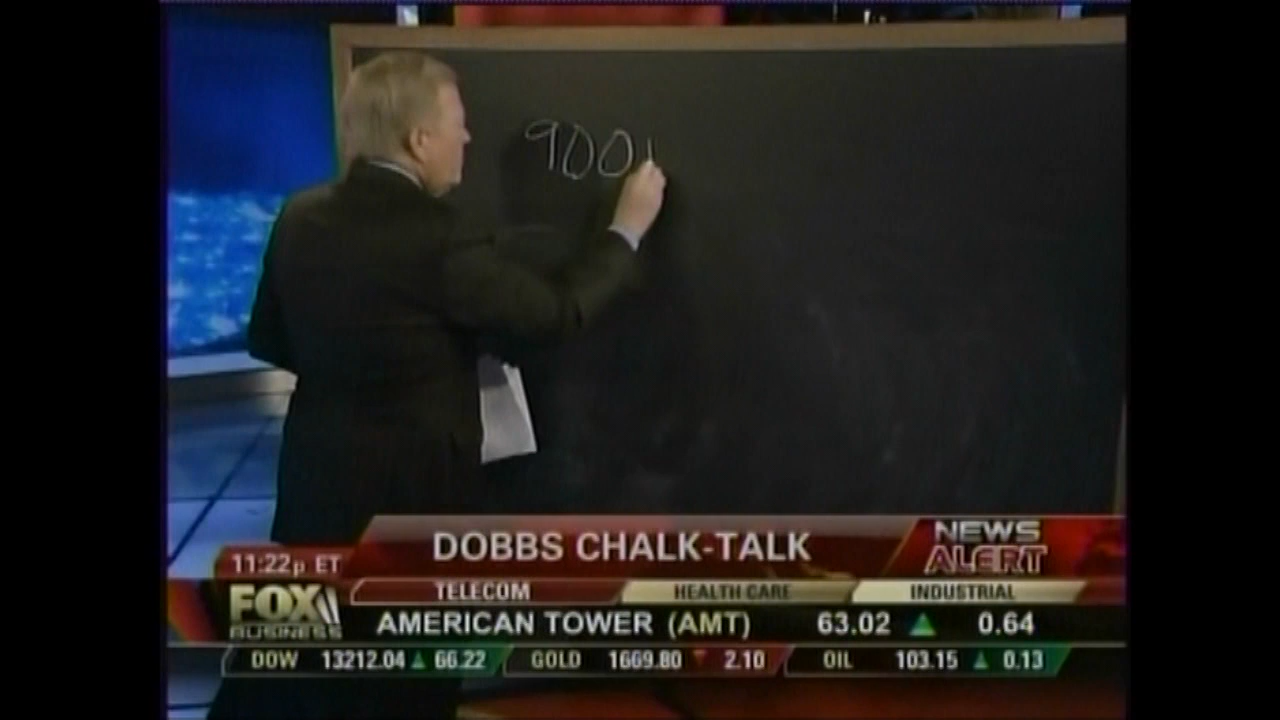 900
DOBBS CHALK-TALK
NEWS
ALERT
11:22p ET
TELECOM HEALTH CARE INDUSTRIAL
FOX
BUSINESS
AMERICAN TOWER (AMT) 63.02 ▲ 0.64
DOW 13212.04 ▲ 66.22 GOLD 1669.80 ▼ 2.10 OIL 103.15 ▲ 0.13